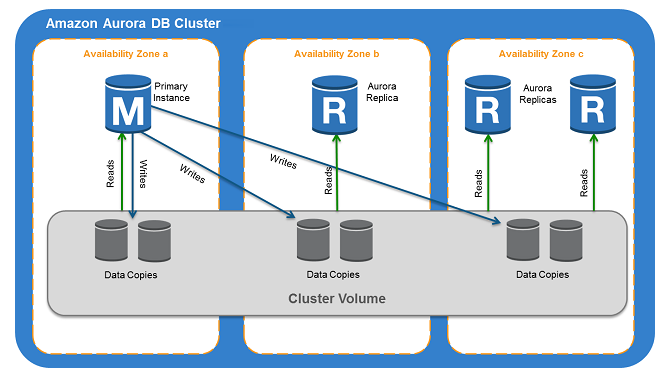 Amazon Aurora DB Cluster
Availability Zone a
Availability Zone b
Availability Zone c
M
Primary
Instance
R
Aurora
Replica
R
Aurora
Replicas
R
Reads
Writes
Writes
Reads
Writes
Reads
Reads
Data Copies
Data Copies
Data Copies
Cluster Volume